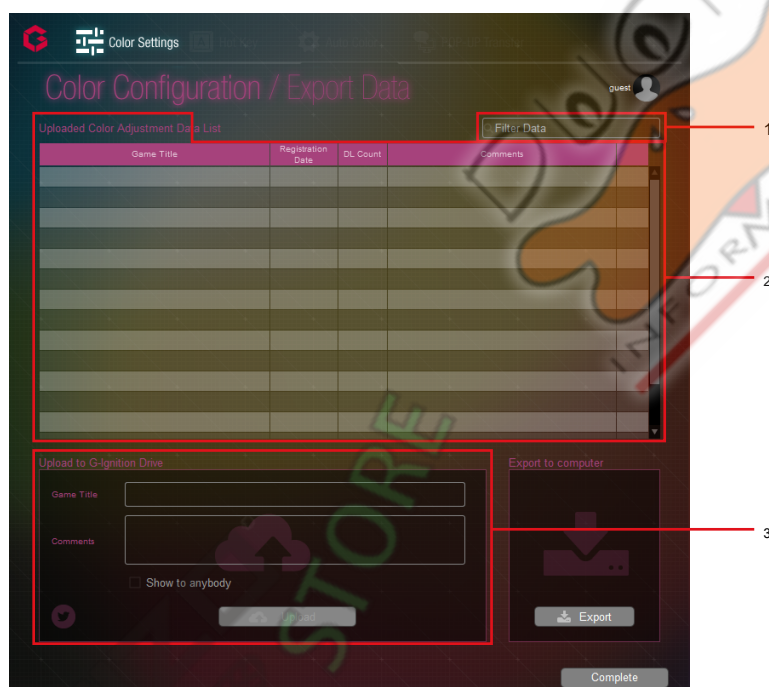 Color Settings
Color Configuration / Export Data
guest
Uploaded Color Adjustment Data List
Filter Data
1
Game Title
Registration
Date
DL Count
Comments
2
Upload to G-Ignition Drive
Export to computer
Game Title
Comments
3
Show to anybody
Upload
Export
Complete
STORE